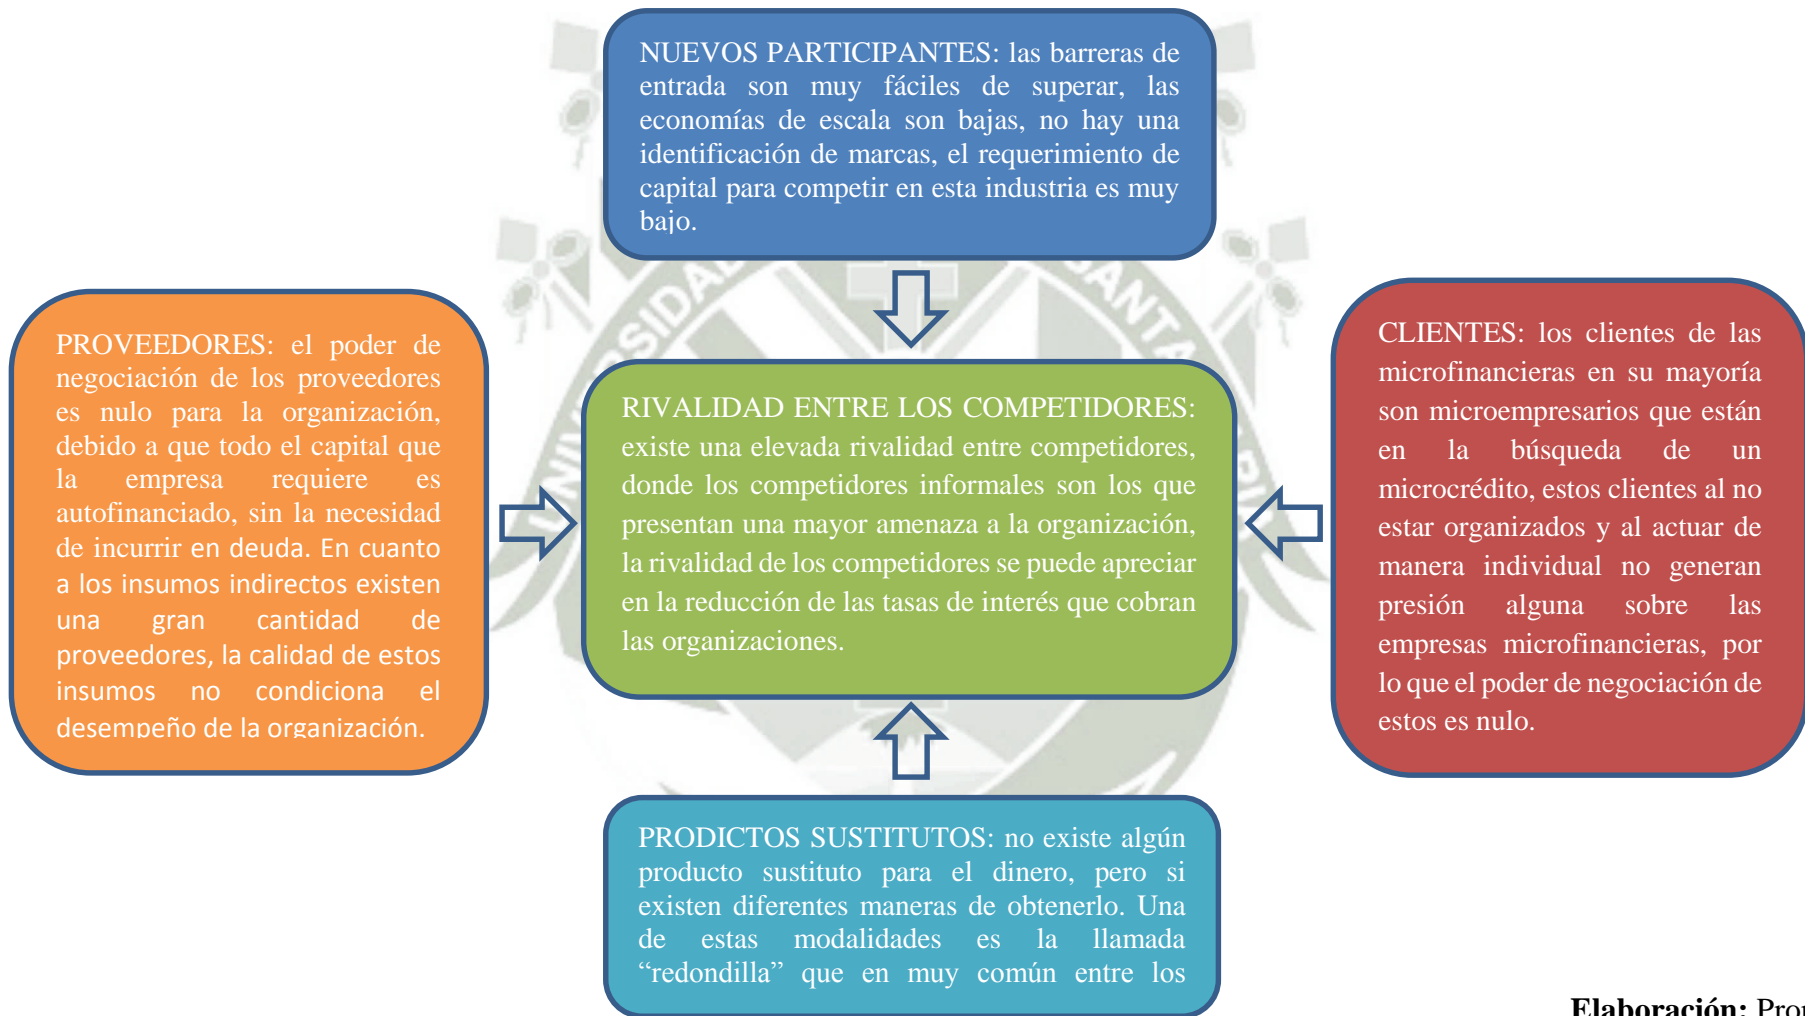 NUEVOS PARTICIPANTES: las barreras de
entrada son muy fáciles de superar, las
economías de escala son bajas, no hay una
identificación de marcas, el requerimiento de
capital para competir en esta industria es muy
bajo.
PROVEEDORES: el poder de
negociación de los proveedores
es nulo para la organización,
debido a que todo el capital que
la empresa requiere es
autofinanciado, sin la necesidad
de incurrir en deuda. En cuanto
a los insumos indirectos existen
una gran cantidad de
proveedores, la calidad de estos
insumos no condiciona el
desempeño de la organización.
RIVALIDAD ENTRE LOS COMPETIDORES:
existe una elevada rivalidad entre competidores,
donde los competidores informales son los que
presentan una mayor amenaza a la organización,
la rivalidad de los competidores se puede apreciar
en la reducción de las tasas de interés que cobran
las organizaciones.
CLIENTES: los clientes de las
microfinancieras en su mayoría
son microempresarios que están
en la búsqueda de un
microcrédito, estos clientes al no
estar organizados y al actuar de
manera individual no generan
presión alguna sobre las
empresas microfinancieras, por
lo que el poder de negociación de
estos es nulo.
PRODICTOS SUSTITUTOS: no existe algún
producto sustituto para el dinero, pero si
existen diferentes maneras de obtenerlo. Una
de estas modalidades es la llamada
“redondilla” que en muy común entre los
Elaboración: